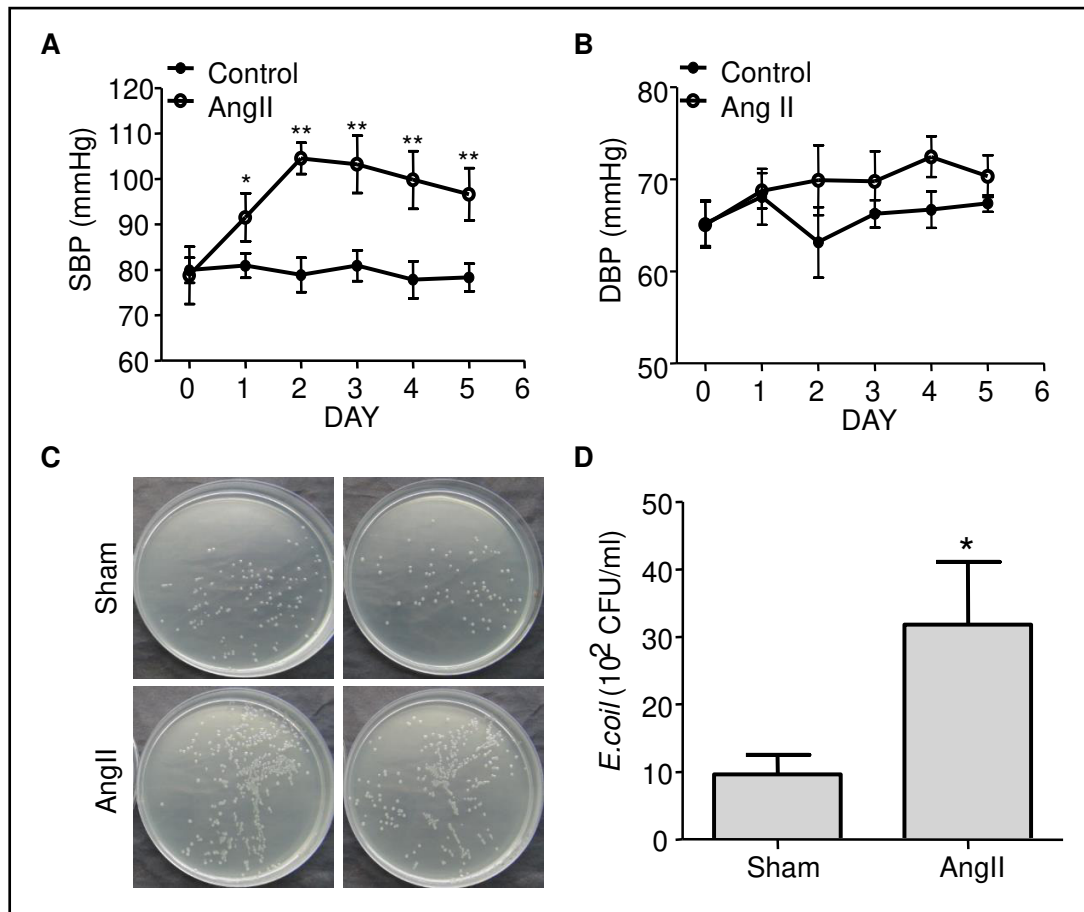 A
Control
AngII
SBP (mmHg)
120
110
100
90
80
70
60
*
**
**
**
**
0 1 2 3 4 5 6
DAY
B
Control
Ang II
DBP (mmHg)
80
70
60
50
0 1 2 3 4 5 6
DAY
C
Sham
AngII
D
E.coil (10² CFU/ml)
50
40
30
20
10
0
*
Sham AngII